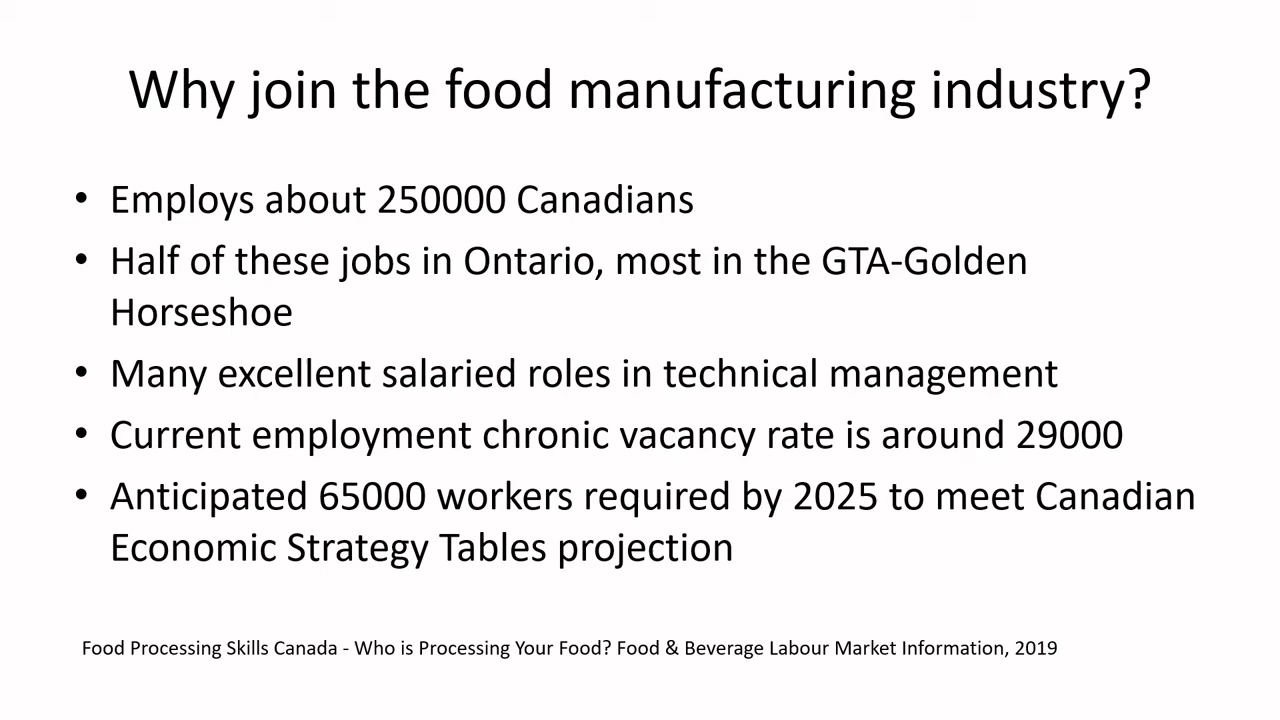 Why join the food manufacturing industry?
• Employs about 250000 Canadians
• Half of these jobs in Ontario, most in the GTA-Golden
Horseshoe
• Many excellent salaried roles in technical management
• Current employment chronic vacancy rate is around 29000
• Anticipated 65000 workers required by 2025 to meet Canadian
Economic Strategy Tables projection
Food Processing Skills Canada - Who is Processing Your Food? Food & Beverage Labour Market Information, 2019